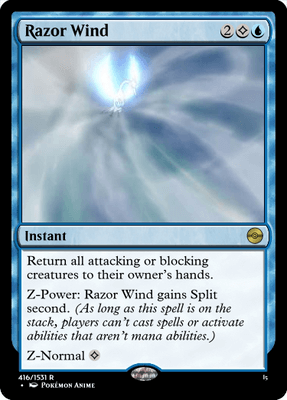 Razor Wind 2
Instant
Return all attacking or blocking
creatures to their owner's hands.
Z-Power: Razor Wind gains Split
second. (As long as this spell is on the
stack, players can't cast spells or activate
abilities that aren't mana abilities.)
Z-Normal
416/1531 R ls
• Pokémon Anime